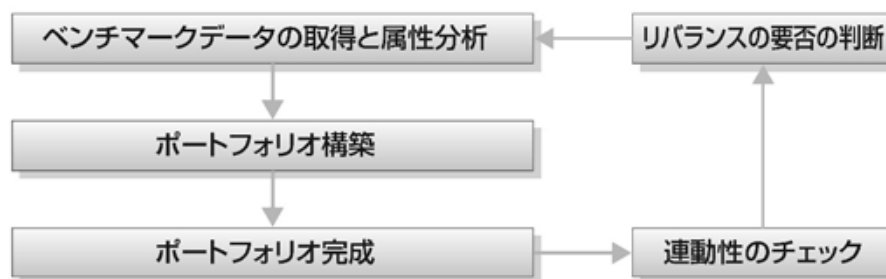 ベンチマークデータの取得と属性分析
リバランスの要否の判断
ポートフォリオ構築
ポートフォリオ完成
連動性のチェック